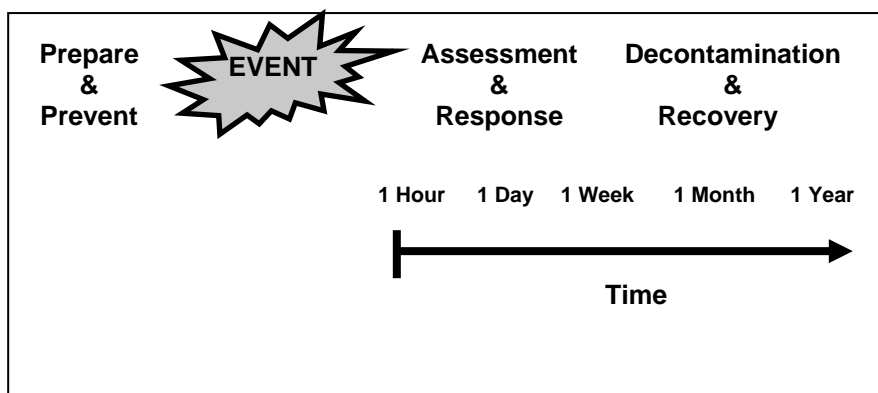 Prepare
&
Prevent
EVENT
Assessment
&
Response
Decontamination
&
Recovery
1 Hour 1 Day 1 Week 1 Month 1 Year
Time